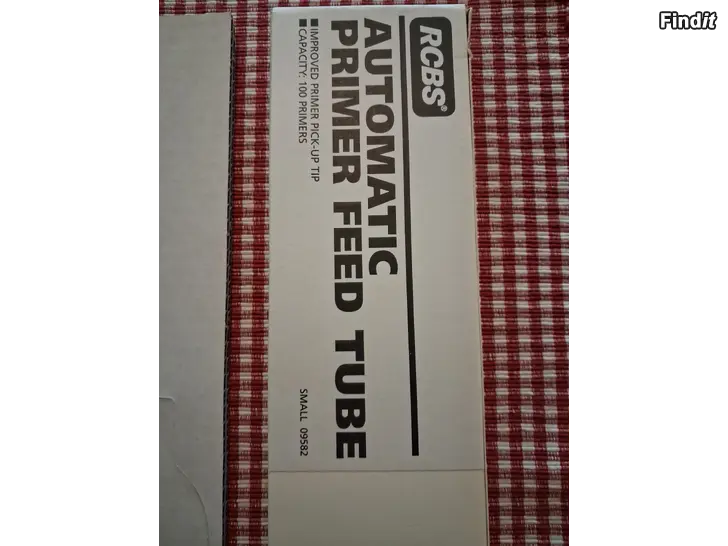 Findit
RCBS®
AUTOMATIC
PRIMER FEED TUBE
■ IMPROVED PRIMER PICK-UP TIP
■ CAPACITY: 100 PRIMERS
SMALL 09582